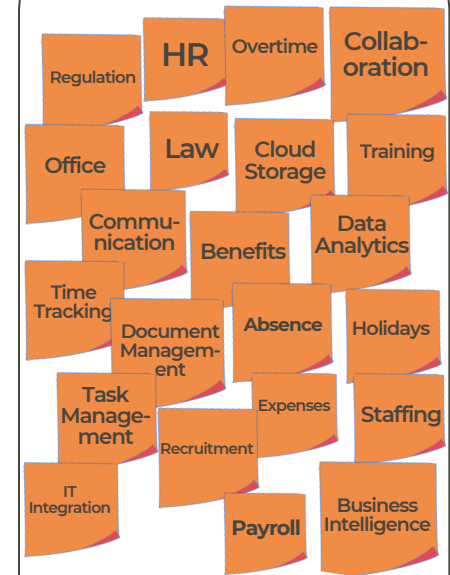 Regulation
HR
Overtime
Collab-
oration
Office
Law
Cloud
Storage
Training
Commu-
nication
Benefits
Data
Analytics
Time
Tracking
Document
Managem-
ent
Absence
Holidays
Task
Manage-
ment
Recruitment
Expenses
Staffing
IT
Integration
Payroll
Business
Intelligence